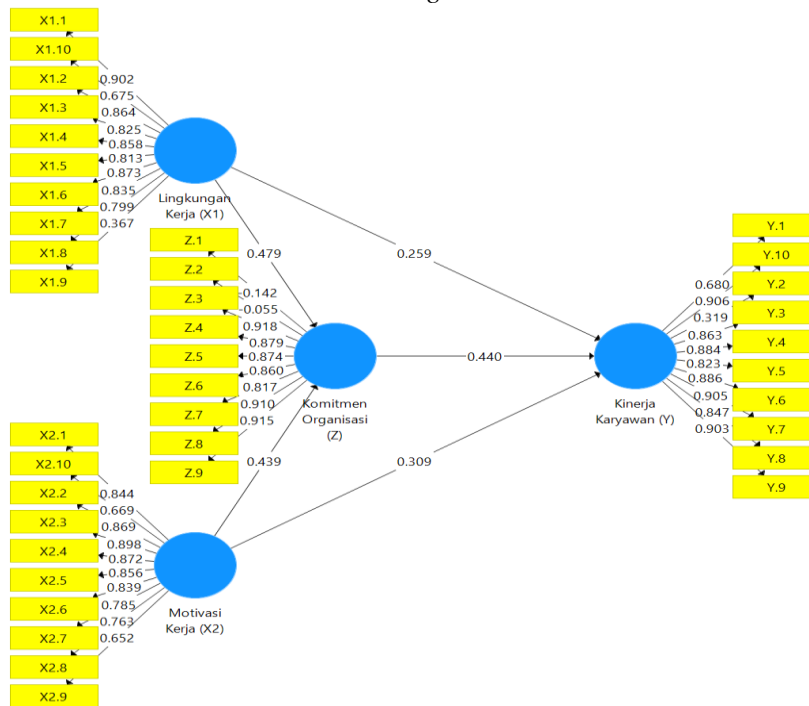 g
X1.1
X1.10
X1.2
X1.3
X1.4
X1.5
X1.6
X1.7
X1.8
X1.9
0.902
0.675
0.864
0.825
0.858
0.813
0.873
0.835
0.799
0.367
Lingkungan
Kerja (X1)
0.479
0.259
Z.1
Z.2
Z.3
Z.4
Z.5
Z.6
Z.7
Z.8
Z.9
0.142
0.055
0.918
0.879
0.874
0.860
0.817
0.910
0.915
Komitmen
Organisasi
(Z)
0.440
0.439
0.309
X2.1
X2.10
X2.2
X2.3
X2.4
X2.5
X2.6
X2.7
X2.8
X2.9
0.844
0.669
0.869
0.898
0.872
0.856
0.839
0.785
0.763
0.652
Motivasi
Kerja (X2)
Kinerja
Karyawan (Y)
0.680
0.906
0.319
0.863
0.884
0.823
0.886
0.905
0.847
0.903
Y.1
Y.10
Y.2
Y.3
Y.4
Y.5
Y.6
Y.7
Y.8
Y.9